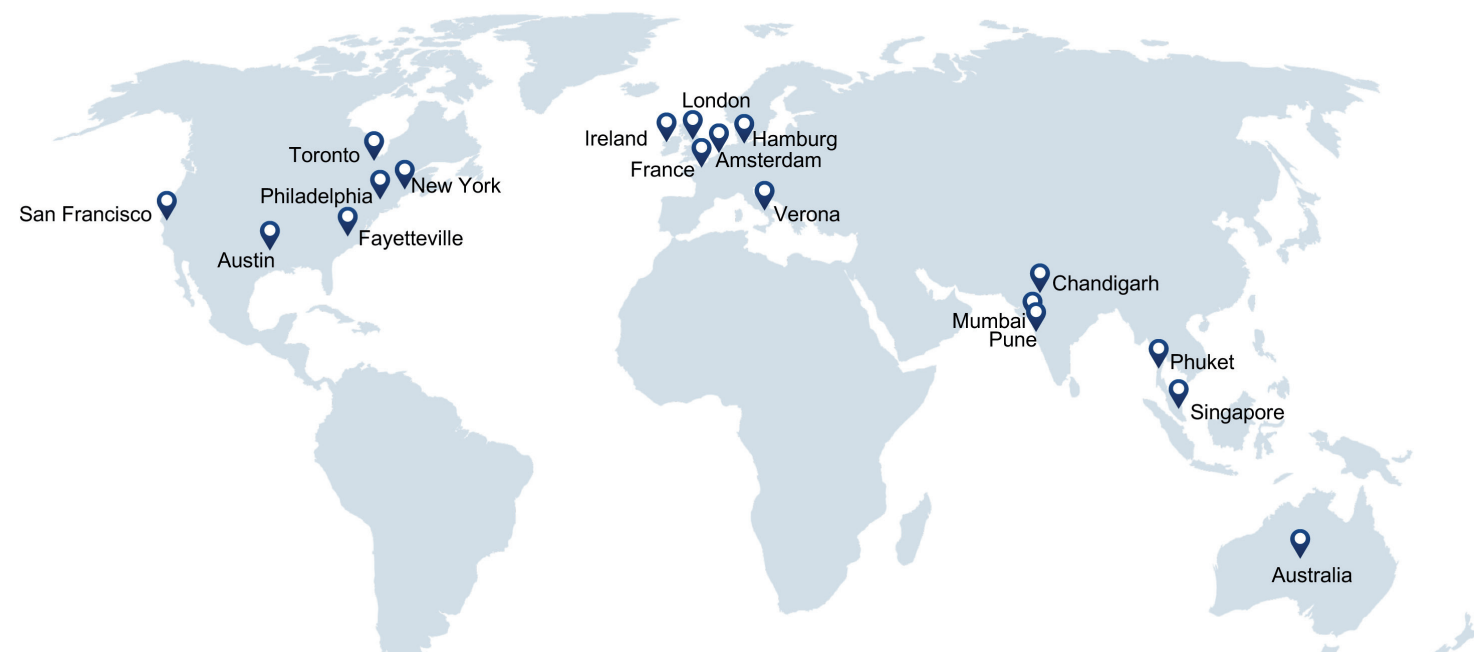 London
Ireland
Hamburg
Toronto
Amsterdam
France
New York
Philadelphia
San Francisco
Verona
Fayetteville
Austin
Chandigarh
Mumbai
Pune
Phuket
Singapore
Australia